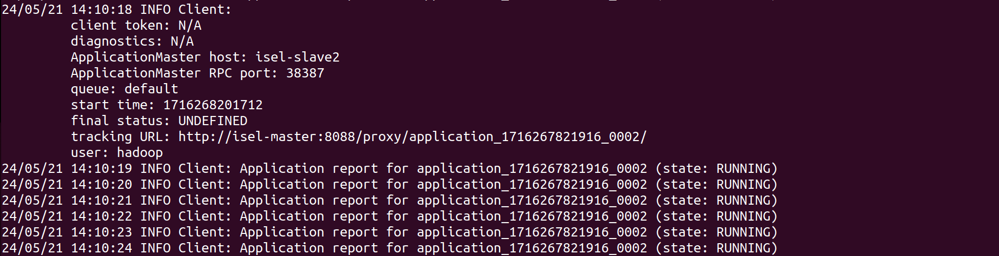 24/05/21 14:10:18 INFO Client:
client token: N/A
diagnostics: N/A
ApplicationMaster host: isel-slave2
ApplicationMaster RPC port: 38387
queue: default
start time: 1716268201712
final status: UNDEFINED
tracking URL: http://isel-master:8088/proxy/application_1716267821916_0002/
user: hadoop
24/05/21 14:10:19 INFO Client: Application report for application_1716267821916_0002 (state: RUNNING)
24/05/21 14:10:20 INFO Client: Application report for application_1716267821916_0002 (state: RUNNING)
24/05/21 14:10:21 INFO Client: Application report for application_1716267821916_0002 (state: RUNNING)
24/05/21 14:10:22 INFO Client: Application report for application_1716267821916_0002 (state: RUNNING)
24/05/21 14:10:23 INFO Client: Application report for application_1716267821916_0002 (state: RUNNING)
24/05/21 14:10:24 INFO Client: Application report for application_1716267821916_0002 (state: RUNNING)